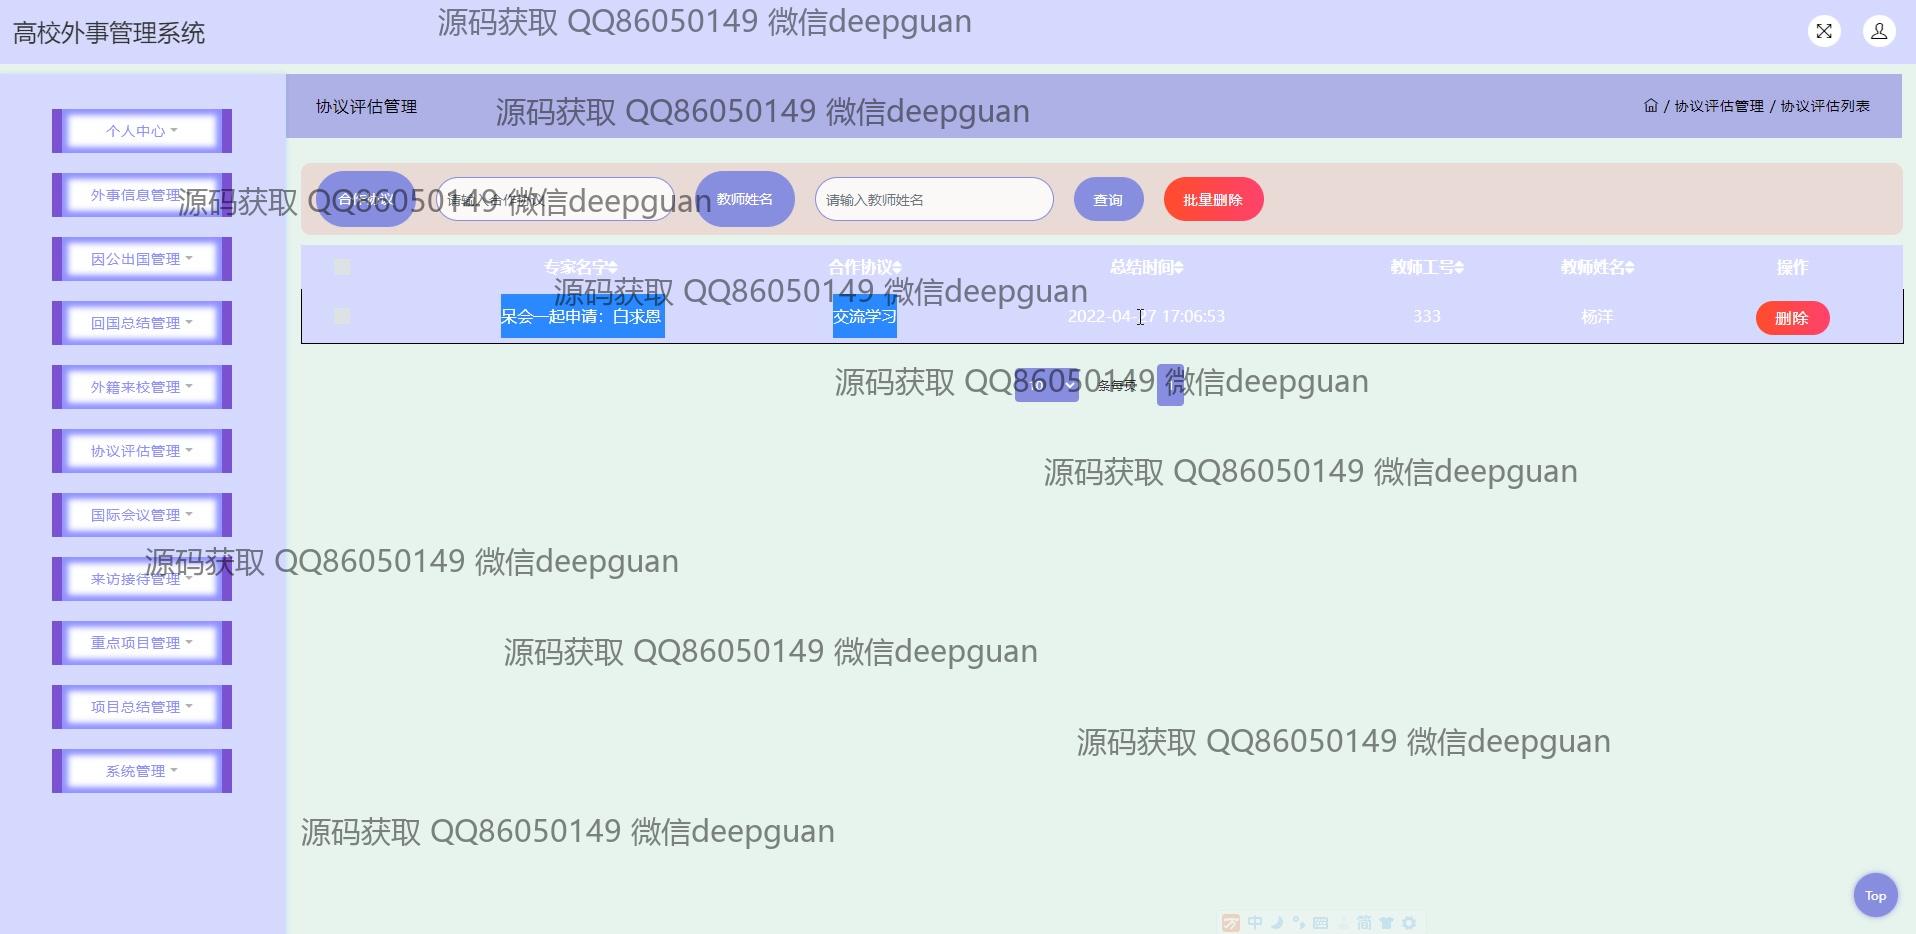 高校外事管理系统
源码获取 QQ86050149 微信deepguan
协议评估管理
源码获取 QQ86050149 微信deepguan
/ 协议评估管理 / 协议评估列表
个人中心
外事信息管理
因公出国管理
回国总结管理
外籍来校管理
协议评估管理
国际会议管理
来访接待管理
重点项目管理
项目总结管理
系统管理
合作协议 请输入合作协议 教师姓名 请输入教师姓名 查询 批量删除
源码获取 QQ86050149 微信deepguan
专家名字 合作协议 总结时间 教师工号 教师姓名 操作
源码获取 QQ86050149 微信deepguan
呆会一起申请：白求恩 交流学习 2022-04-27 17:06:53 333 杨洋 删除
10 条每页 1
源码获取 QQ86050149 微信deepguan
源码获取 QQ86050149 微信deepguan
源码获取 QQ86050149 微信deepguan
源码获取 QQ86050149 微信deepguan
源码获取 QQ86050149 微信deepguan
源码获取 QQ86050149 微信deepguan
Top
中 简